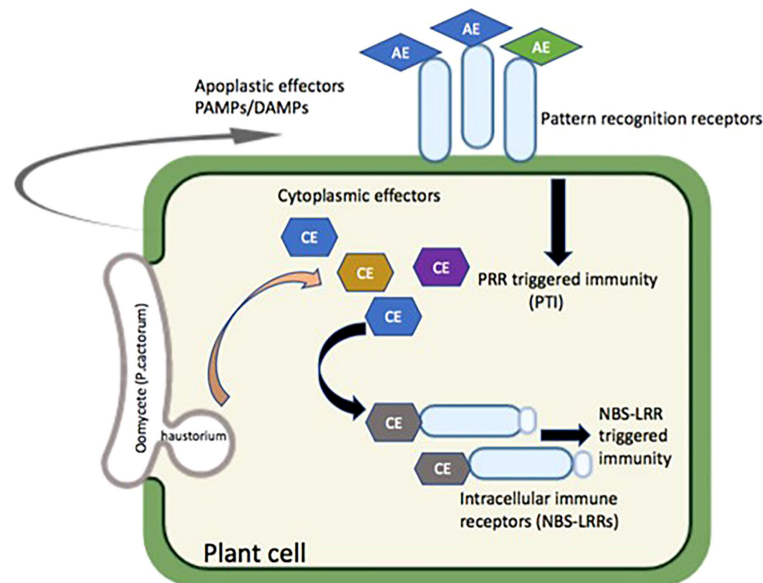 AE
AE
AE
Apoplastic effectors
PAMPs/DAMPs
Pattern recognition receptors
Cytoplasmic effectors
CE
CE
CE
CE
PRR triggered immunity
(PTI)
Oomycete (P.cactorum)
haustorium
CE
CE
NBS-LRR
triggered
immunity
Intracellular immune
receptors (NBS-LRRs)
Plant cell